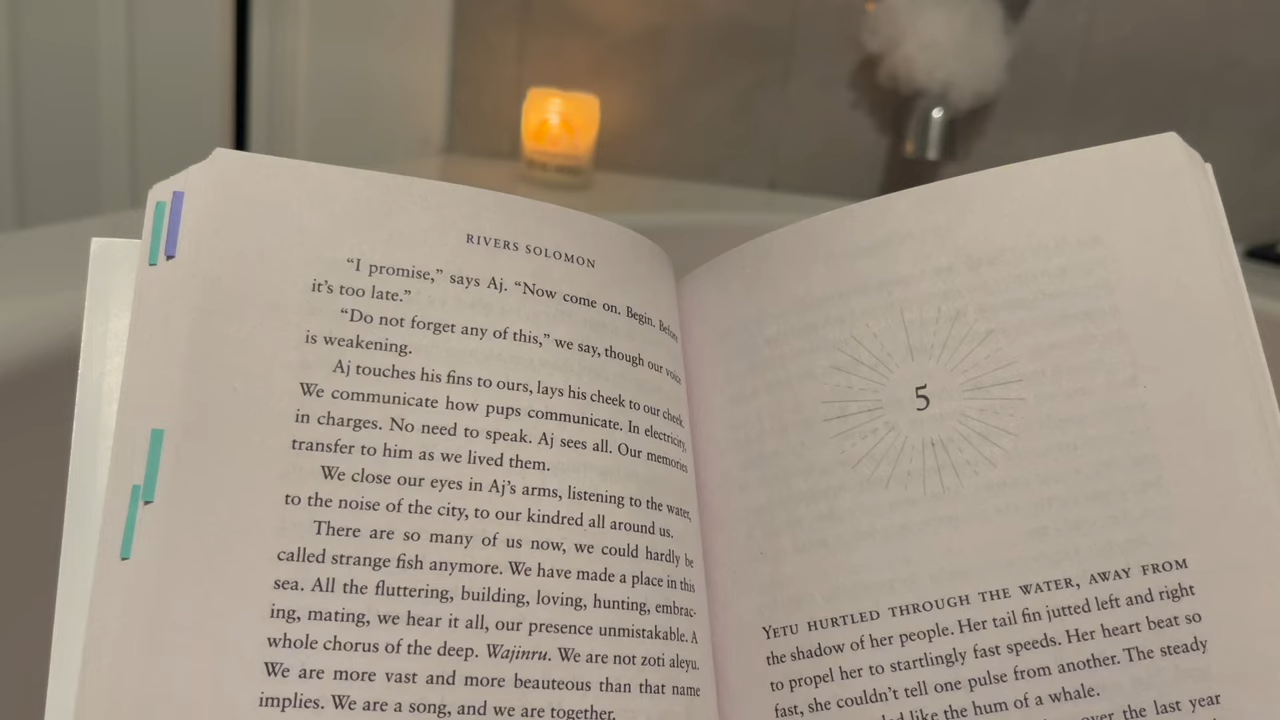 RIVERS SOLOMON
“I promise,” says Aj. “Now come on. Begin. Before
it’s too late.”
“Do not forget any of this,” we say, though our voice
is weakening.
Aj touches his fins to ours, lays his cheek to our cheek.
We communicate how pups communicate. In electricity,
in charges. No need to speak. Aj sees all. Our memories
transfer to him as we lived them.
We close our eyes in Aj’s arms, listening to the water,
to the noise of the city, to our kindred all around us.
There are so many of us now, we could hardly be
called strange fish anymore. We have made a place in this
sea. All the fluttering, building, loving, hunting, embrac-
ing, mating, we hear it all, our presence unmistakable. A
whole chorus of the deep. Wajinru. We are not zoti aleyu.
We are more vast and more beauteous than that name
implies. We are a song, and we are together.
5
YETU HURTLED THROUGH THE WATER, AWAY FROM
the shadow of her people. Her tail fin jutted left and right
to propel her to startlingly fast speeds. Her heart beat so
fast, she couldn’t tell one pulse from another. The steady
like the hum of a whale.
over the last year